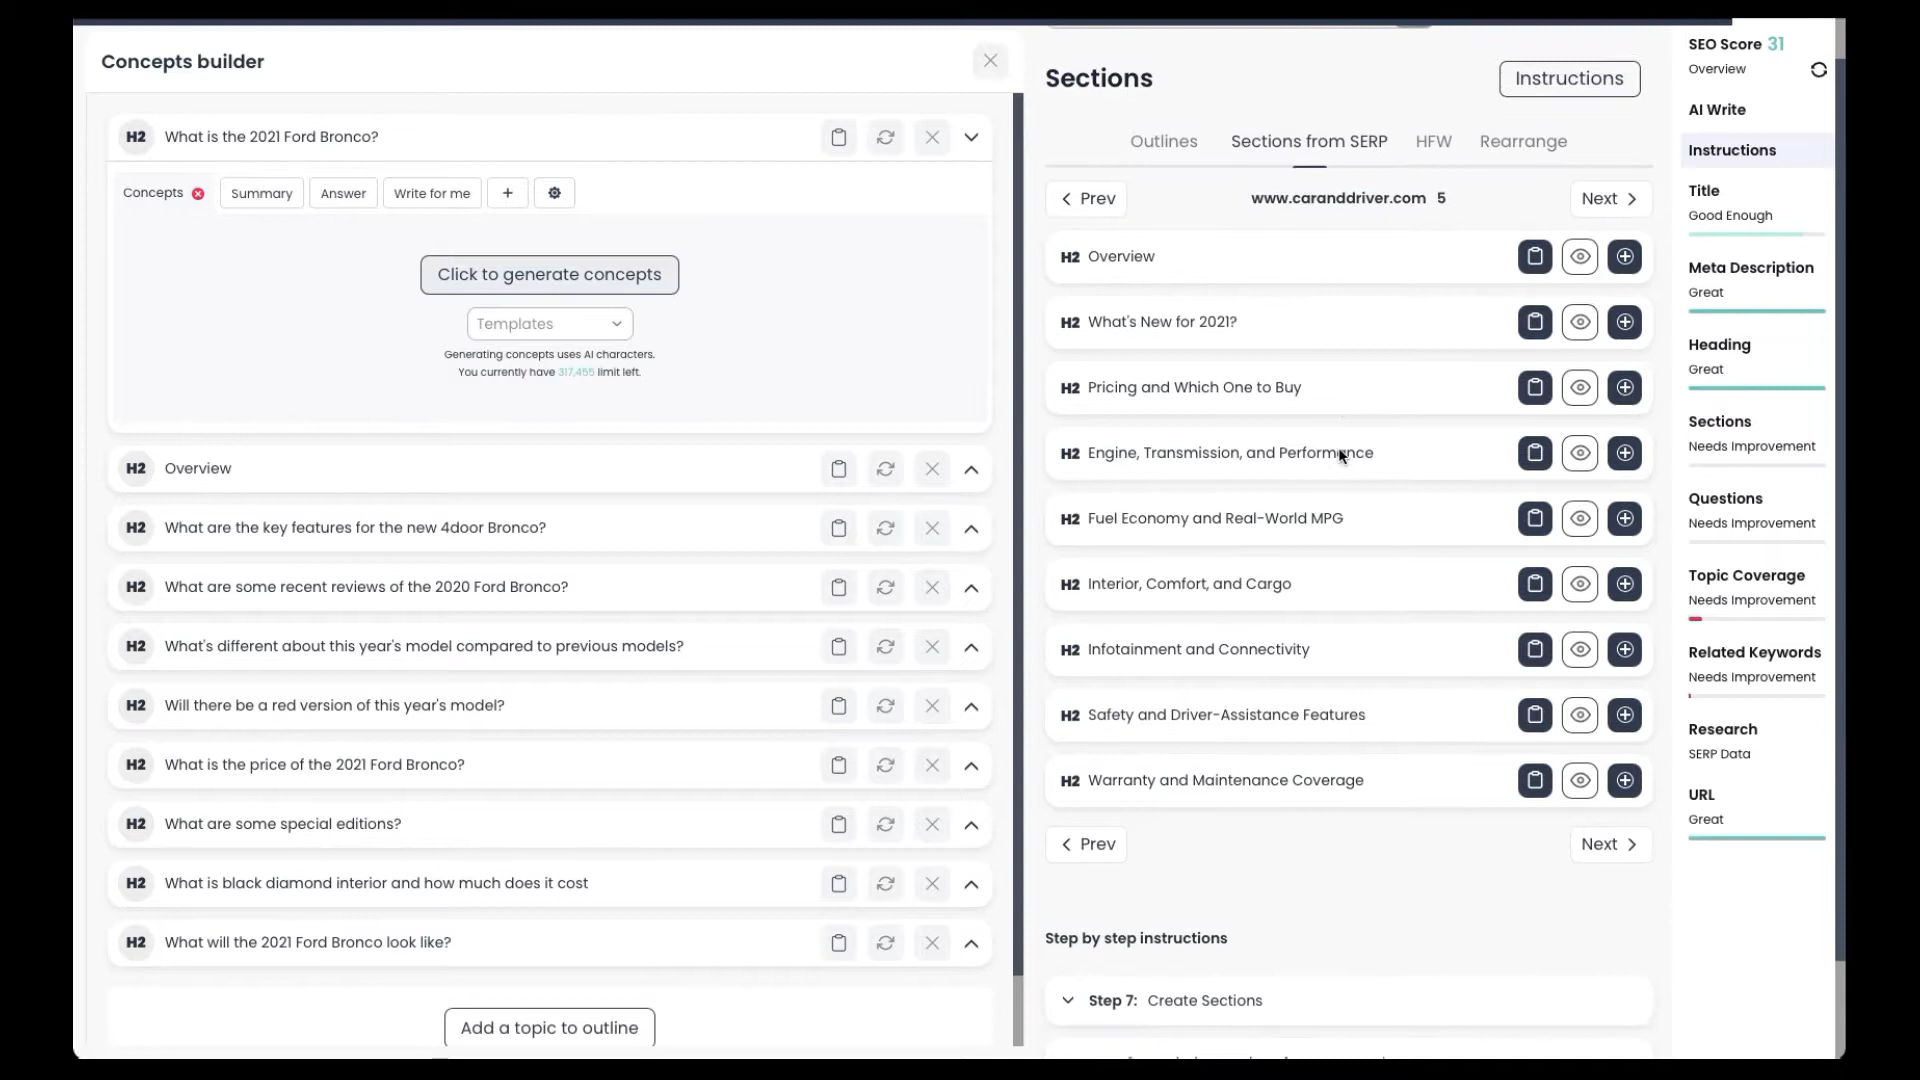 Concepts builder
H2 What is the 2021 Ford Bronco?
Concepts Summary Answer Write for me
Click to generate concepts
Templates
Generating concepts uses AI characters.
You currently have 317,455 limit left.
H2 Overview
H2 What are the key features for the new 4door Bronco?
H2 What are some recent reviews of the 2020 Ford Bronco?
H2 What's different about this year's model compared to previous models?
H2 Will there be a red version of this year's model?
H2 What is the price of the 2021 Ford Bronco?
H2 What are some special editions?
H2 What is black diamond interior and how much does it cost
H2 What will the 2021 Ford Bronco look like?
Add a topic to outline
Sections Instructions
Outlines Sections from SERP HFW Rearrange
Prev www.caranddriver.com 5 Next
H2 Overview
H2 What's New for 2021?
H2 Pricing and Which One to Buy
H2 Engine, Transmission, and Performance
H2 Fuel Economy and Real-World MPG
H2 Interior, Comfort, and Cargo
H2 Infotainment and Connectivity
H2 Safety and Driver-Assistance Features
H2 Warranty and Maintenance Coverage
Prev Next
Step by step instructions
Step 7: Create Sections
SEO Score 31
Overview
AI Write
Instructions
Title
Good Enough
Meta Description
Great
Heading
Great
Sections
Needs Improvement
Questions
Needs Improvement
Topic Coverage
Needs Improvement
Related Keywords
Needs Improvement
Research
SERP Data
URL
Great